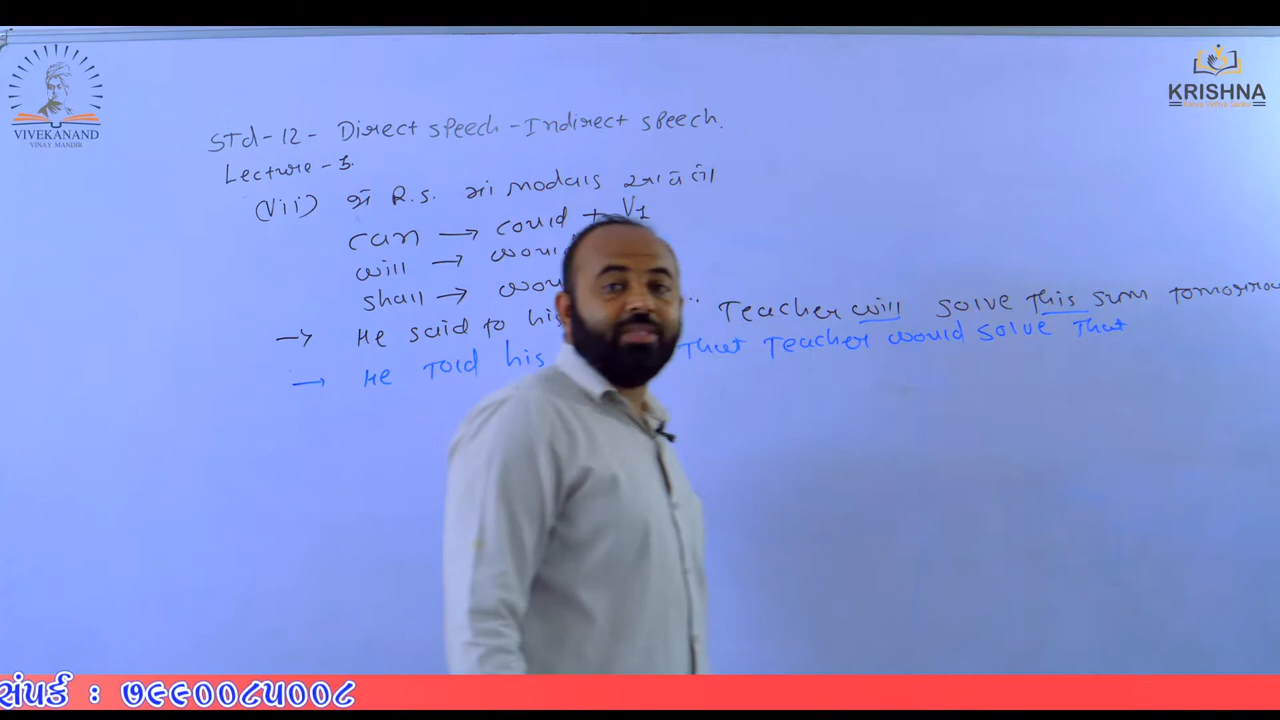 VIVEKANAND
VINAY MANDIR
KRISHNA
STd-12 - Direct speech - Indirect speech.
Lecture - 3.
(vii) જો R.S. માં modals આવે તો
can → could + V1
will → would
shall → wou
→ He said to his .. Teacher will solve this sum tomorrow
→ He Told his That Teacher would solve That
સંપર્ક : ૭૯૯૦૦૮૫૦૦૮